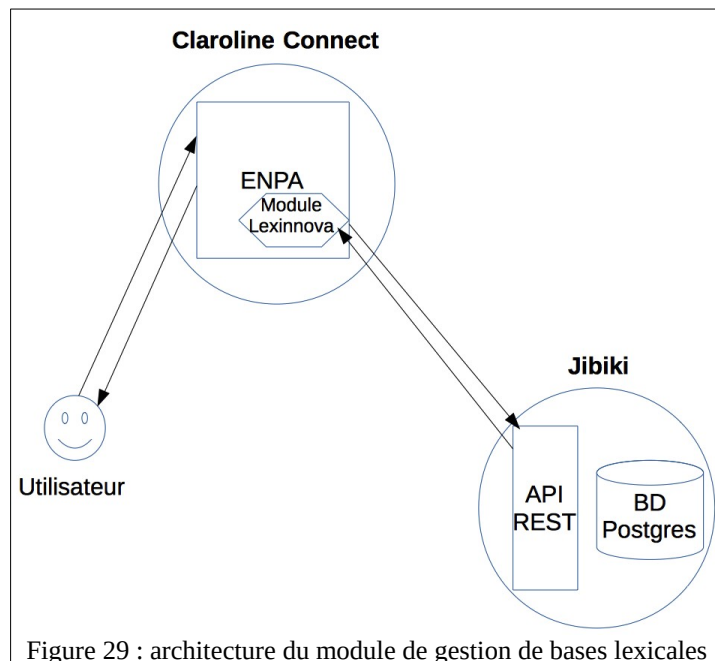 Claroline Connect
ENPA
Module
Lexinnova
Jibiki
Utilisateur
API
REST
BD
Postgres
Figure 29 : architecture du module de gestion de bases lexicales